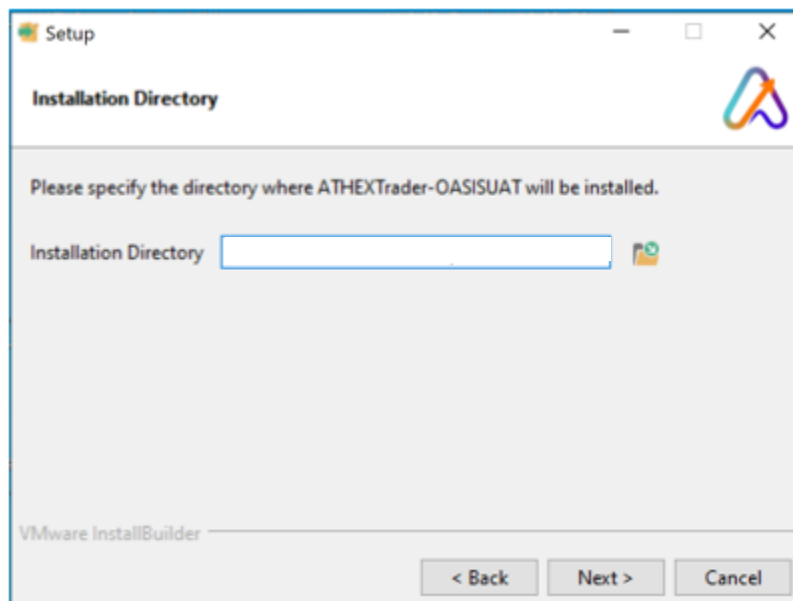 Setup
Installation Directory
Please specify the directory where ATHEXTrader-OASISUAT will be installed.
Installation Directory
VMware InstallBuilder
< Back Next > Cancel